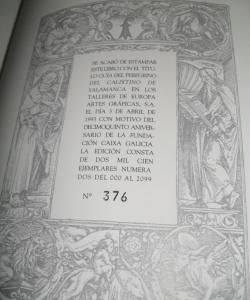 SE ACABÓ DE ESTAMPAR
ESTE LIBRO CON EL TÍTU
LO GUÍA DEL PEREGRINO
DEL CALIXTINO DE
SALAMANCA EN LOS
TALLERES DE EUROPA
ARTES GRÁFICAS, S.A.
EL DÍA 3 DE ABRIL DE
1993 CON MOTIVO DEL
DECIMOQUINTO ANIVER
SARIO DE LA FUNDA
CIÓN CAIXA GALICIA.
LA EDICIÓN CONSTA
DE DOS MIL CIEN
EJEMPLARES NUMERA
DOS DEL 000 AL 2099
Nº 376